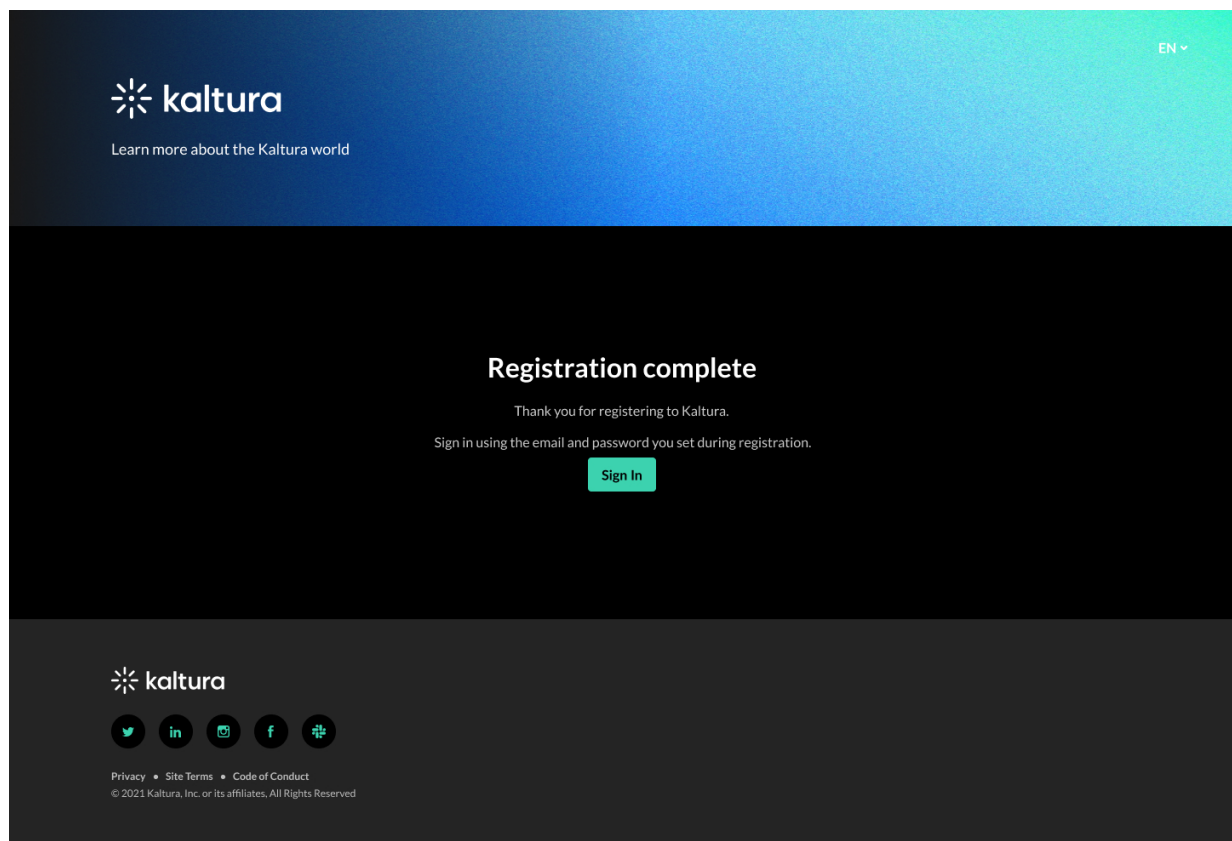 EN
kaltura
Learn more about the Kaltura world
Registration complete
Thank you for registering to Kaltura.
Sign in using the email and password you set during registration.
Sign In
kaltura
in
f
Privacy • Site Terms • Code of Conduct
© 2021 Kaltura, Inc. or its affiliates, All Rights Reserved